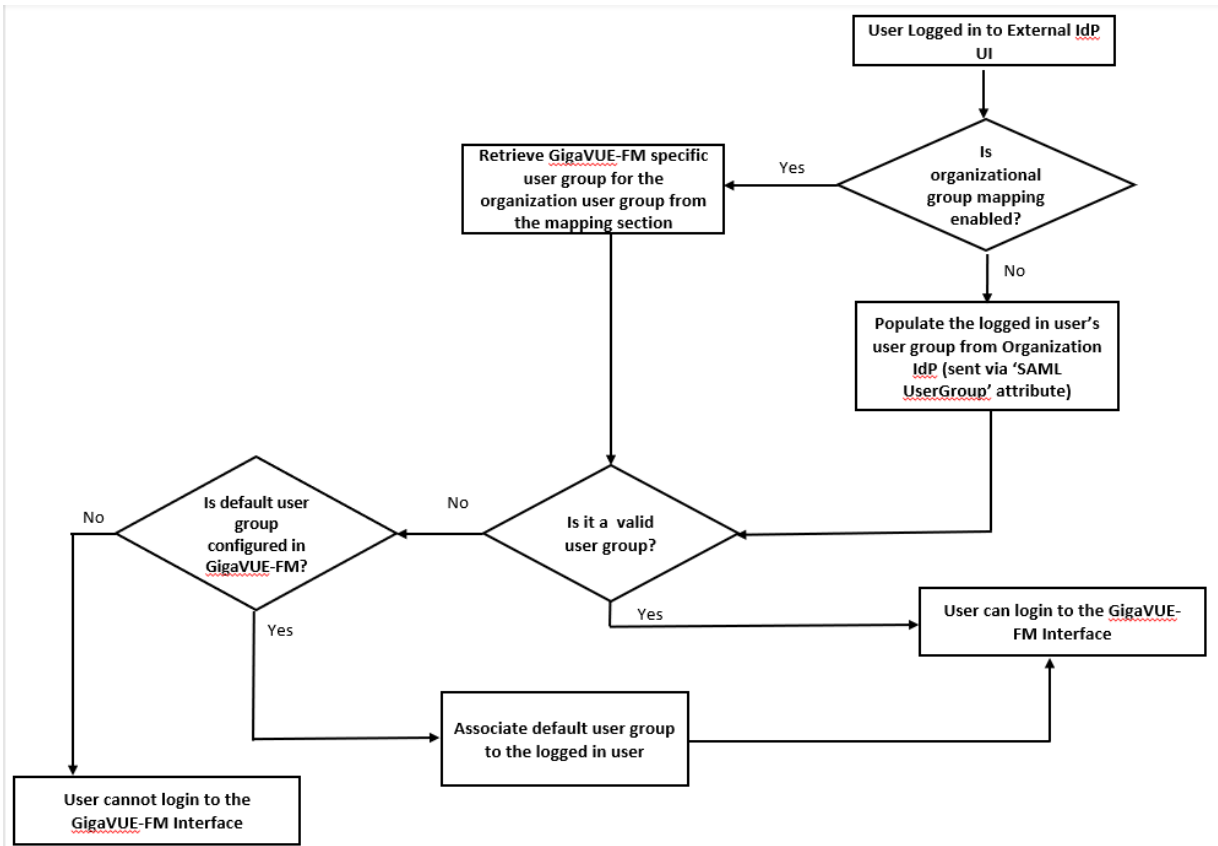 User Logged in to External IdP
UI
Is
organizational
group mapping
enabled?
Yes
Retrieve GigaVUE-FM specific
user group for the
organization user group from
the mapping section
No
Populate the logged in user's
user group from Organization
IdP (sent via ‘SAML
UserGroup’ attribute)
Is it a valid
user group?
No
Is default user
group
configured in
GigaVUE-FM?
No
Yes
Yes
User can login to the GigaVUE-
FM Interface
Associate default user group
to the logged in user
User cannot login to the
GigaVUE-FM Interface